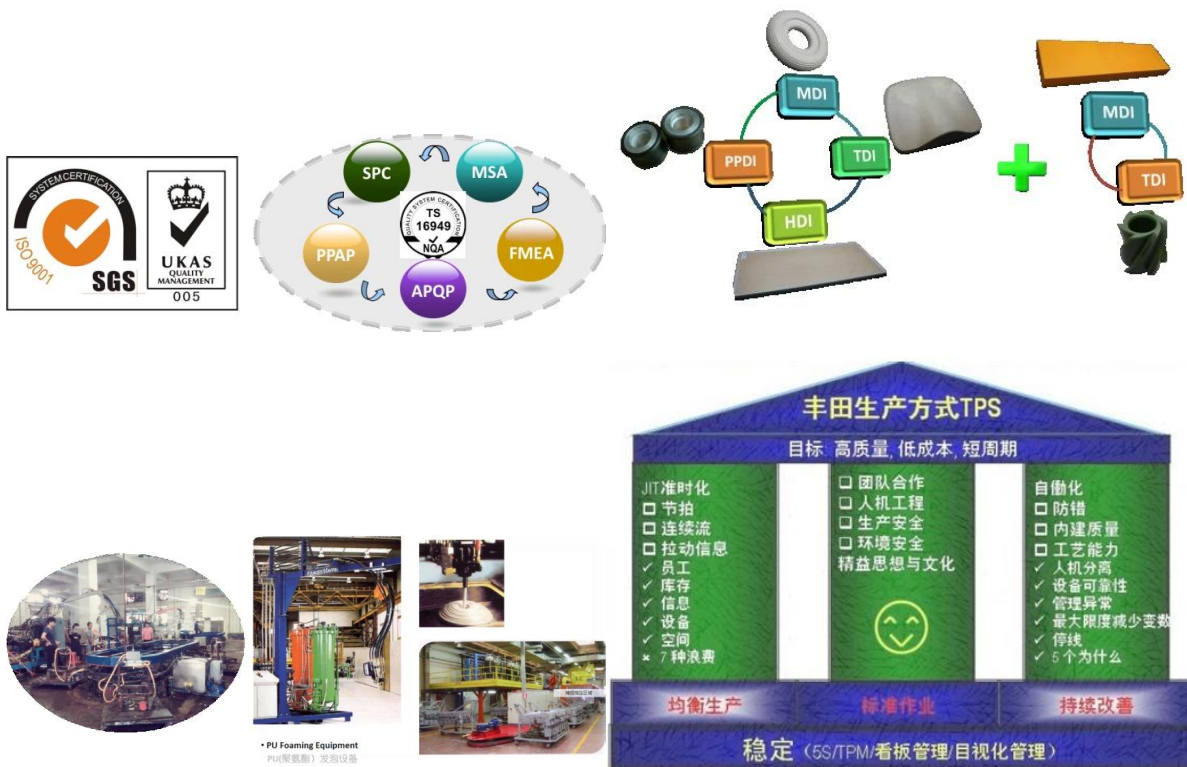 SYSTEM CERTIFICATION
ISO 9001
SGS
UKAS
QUALITY
MANAGEMENT
005
SPC
MSA
PPAP
FMEA
APQP
QUALITY SYSTEM CERTIFICATION
TS
16949
NQA
MDI
PPDI
TDI
HDI
MDI
TDI
• PU Foaming Equipment
PU(聚氨酯)发泡设备
丰田生产方式TPS
目标: 高质量, 低成本, 短周期
JIT准时化
□ 节拍
□ 连续流
□ 拉动信息
✓ 员工
✓ 库存
✓ 信息
✓ 设备
✓ 空间
× 7 种浪费
❑ 团队合作
❑ 人机工程
❑ 生产安全
❑ 环境安全
精益思想与文化
自働化
□ 防错
□ 内建质量
□ 工艺能力
✓ 人机分离
✓ 设备可靠性
✓ 管理异常
✓ 最大限度减少变数
✓ 停线
✓ 5 个为什么
均衡生产
标准作业
持续改善
稳定（5S/TPM/看板管理/目视化管理）